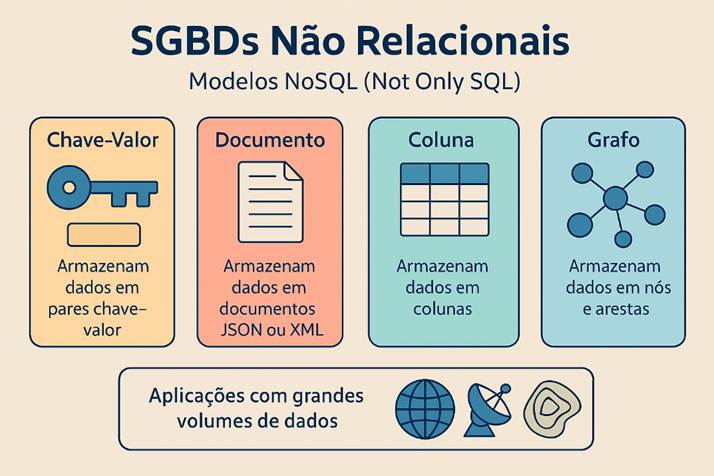 SGBDs Não Relacionais
Modelos NoSQL (Not Only SQL)
Chave-Valor
Armazenam
dados em
pares chave-
valor
Documento
Armazenam
dados em
documentos
JSON ou XML
Coluna
Armazenam
dados em
colunas
Grafo
Armazenam
dados em nós
e arestas
Aplicações com grandes
volumes de dados